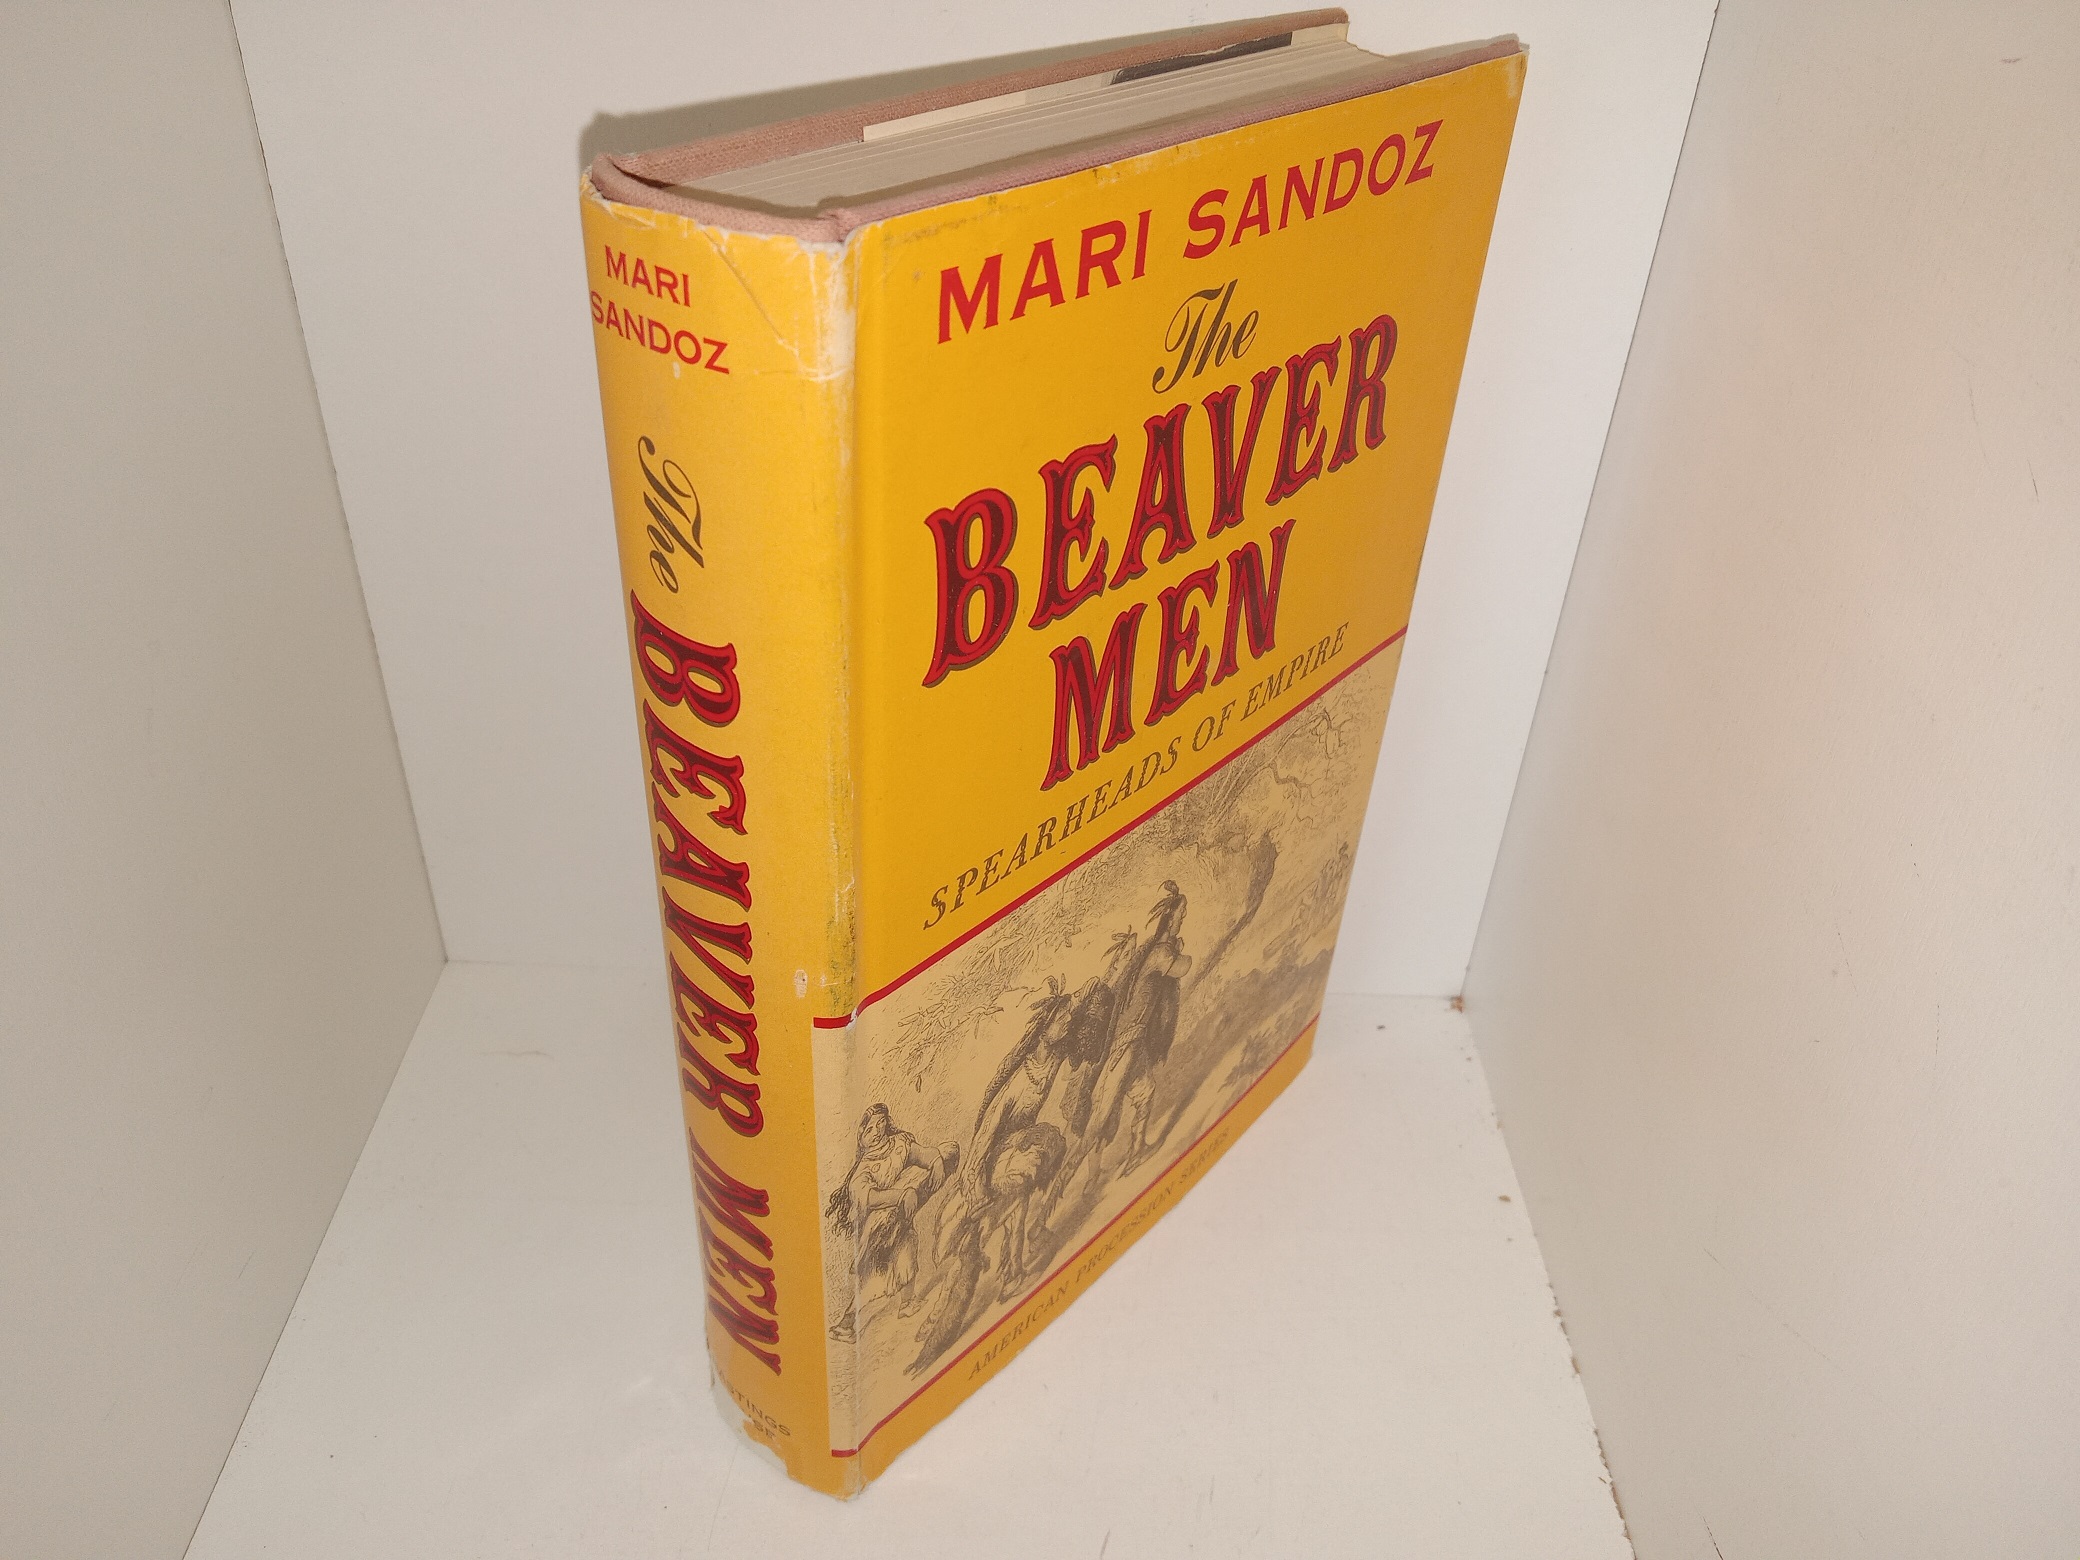 MARI
SANDOZ
The BEAVER MEN
MARI SANDOZ
The
BEAVER
MEN
SPEARHEADS OF EMPIRE
AMERICAN PROCESSION SERIES